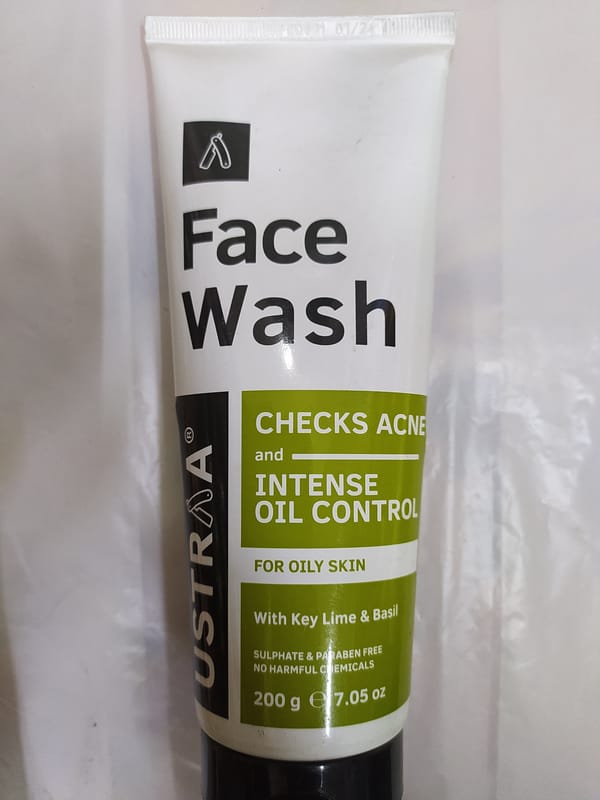 Face
Wash
USTRAA®
CHECKS ACNE
and
INTENSE
OIL CONTROL
FOR OILY SKIN
With Key Lime & Basil
SULPHATE & PARABEN FREE
NO HARMFUL CHEMICALS
200 g ℮ 7.05 oz